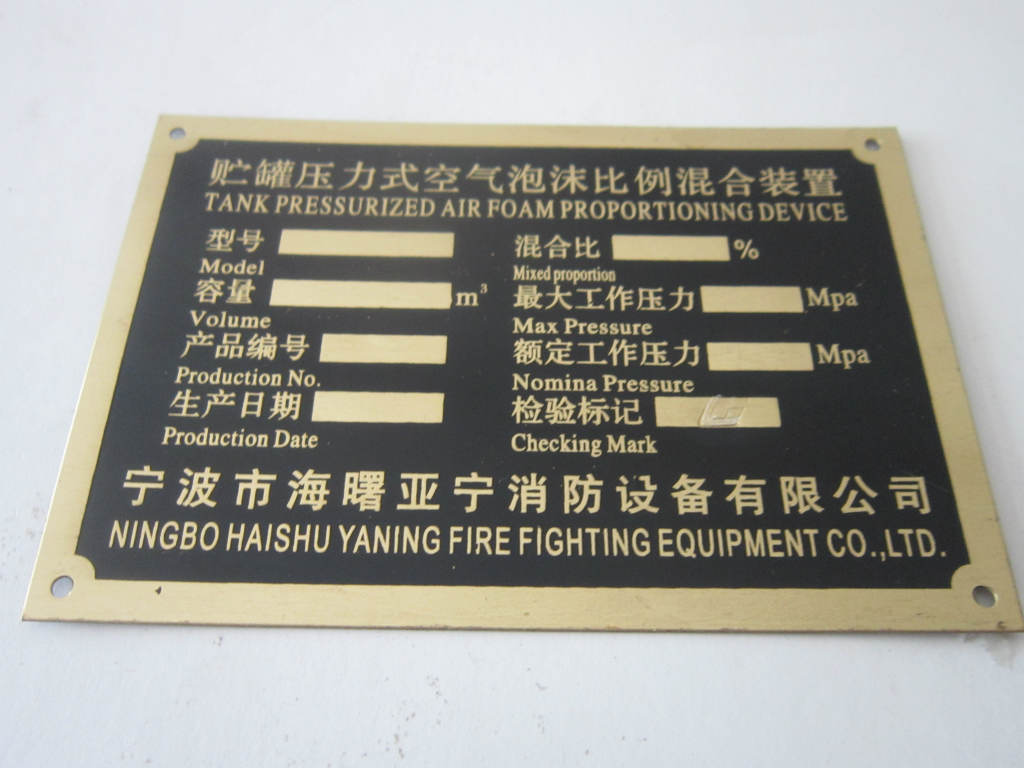 贮罐压力式空气泡沫比例混合装置
TANK PRESSURIZED AIR FOAM PROPORTIONING DEVICE
型号
Model
容量 m³
Volume
产品编号
Production No.
生产日期
Production Date
混合比 %
Mixed proportion
最大工作压力 Mpa
Max Pressure
额定工作压力 Mpa
Nomina Pressure
检验标记
Checking Mark
宁波市海曙亚宁消防设备有限公司
NINGBO HAISHU YANING FIRE FIGHTING EQUIPMENT CO.,LTD.